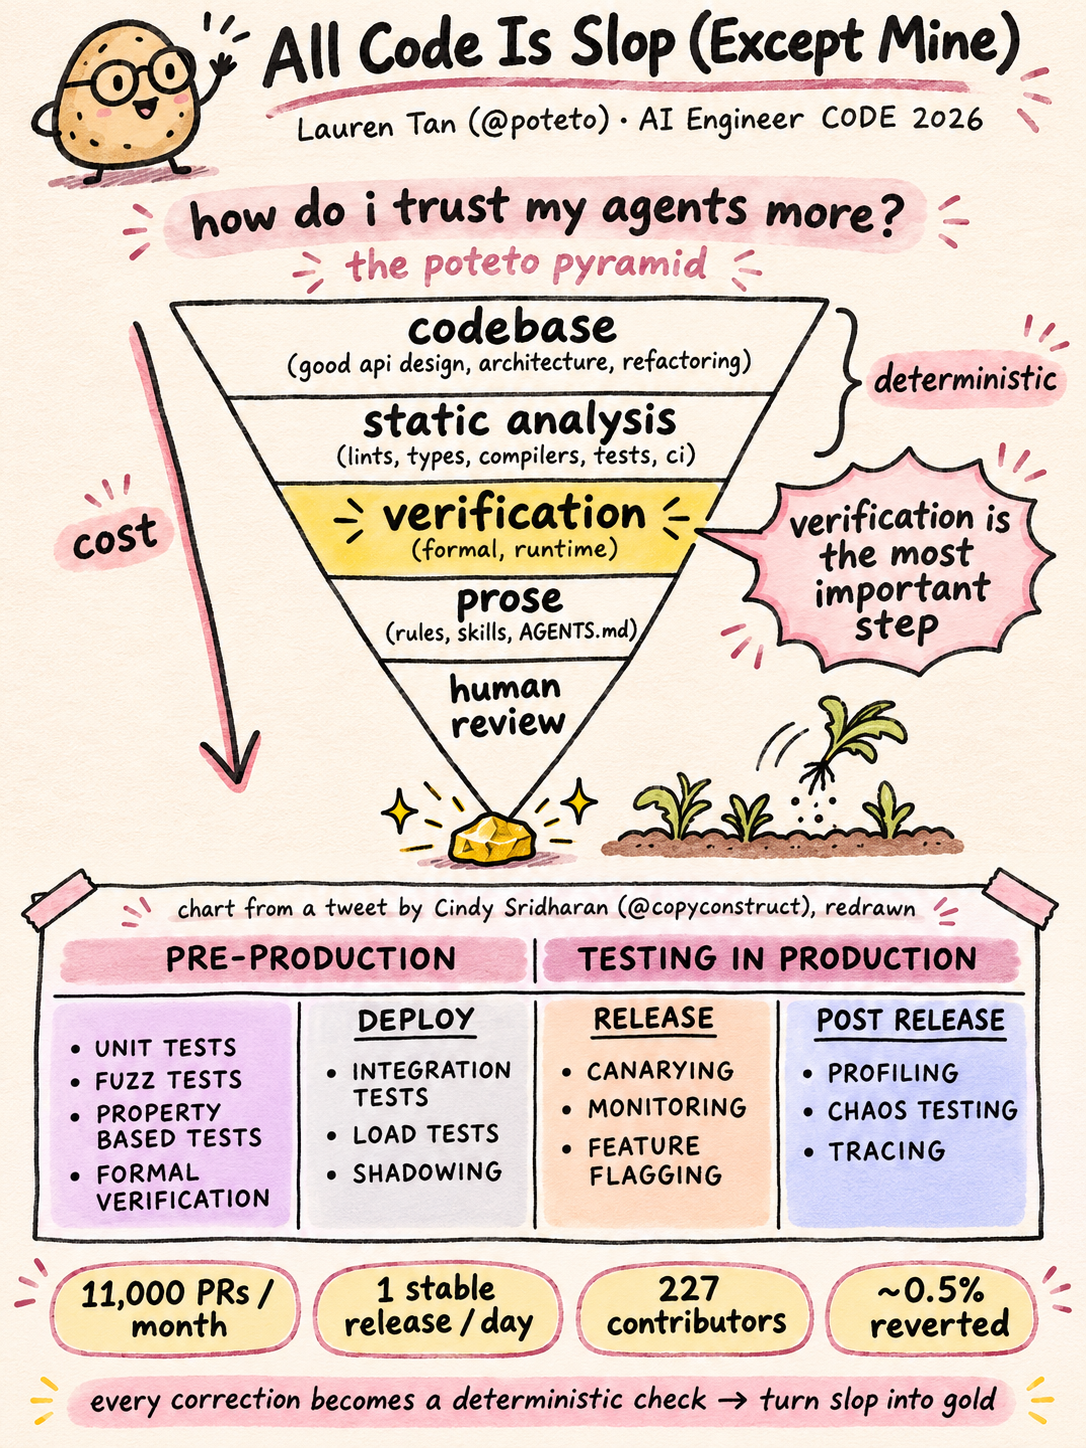 All Code Is Slop (Except Mine)
Lauren Tan (@poteto) · AI Engineer CODE 2026
how do i trust my agents more?
the poteto pyramid
codebase
(good api design, architecture, refactoring)
deterministic
static analysis
(lints, types, compilers, tests, ci)
cost
verification
(formal, runtime)
verification is
the most
important
step
prose
(rules, skills, AGENTS.md)
human
review
chart from a tweet by Cindy Sridharan (@copyconstruct), redrawn
PRE-PRODUCTION
TESTING IN PRODUCTION
• UNIT TESTS
• FUZZ TESTS
• PROPERTY
BASED TESTS
• FORMAL
VERIFICATION
DEPLOY
• INTEGRATION
TESTS
• LOAD TESTS
• SHADOWING
RELEASE
• CANARYING
• MONITORING
• FEATURE
FLAGGING
POST RELEASE
• PROFILING
• CHAOS TESTING
• TRACING
11,000 PRs /
month
1 stable
release / day
227
contributors
~0.5%
reverted
every correction becomes a deterministic check → turn slop into gold